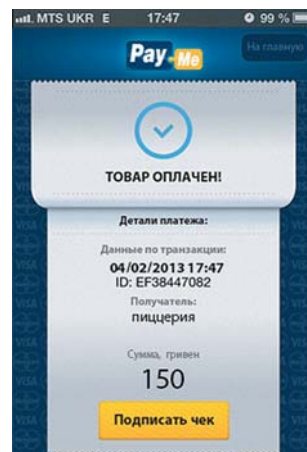 MTS UKR E 17:47 99 %
Pay-Me
На главную
ТОВАР ОПЛАЧЕН!
Детали платежа:
Данные по транзакции:
04/02/2013 17:47
ID: EF38447082
Получатель:
пиццерия
Сумма, гривен
150
Подписать чек